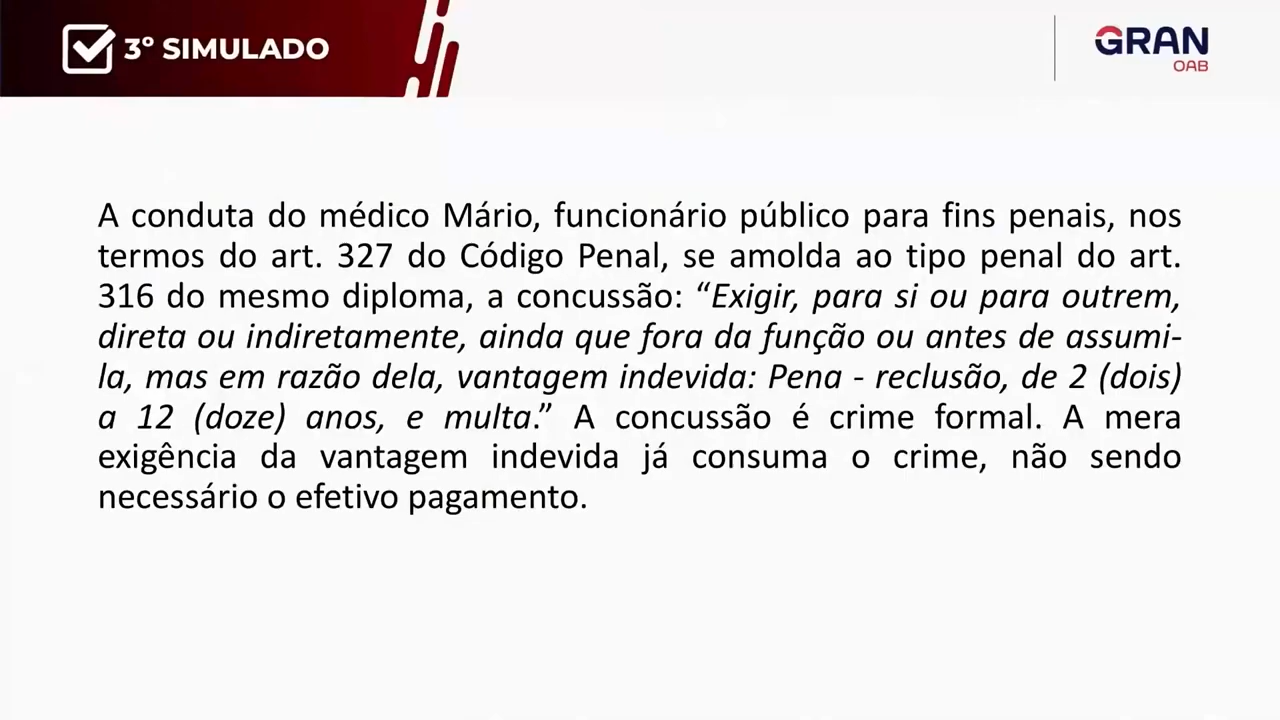 3º SIMULADO
GRAN
OAB
A conduta do médico Mário, funcionário público para fins penais, nos
termos do art. 327 do Código Penal, se amolda ao tipo penal do art.
316 do mesmo diploma, a concussão: “Exigir, para si ou para outrem,
direta ou indiretamente, ainda que fora da função ou antes de assumi-
la, mas em razão dela, vantagem indevida: Pena - reclusão, de 2 (dois)
a 12 (doze) anos, e multa.” A concussão é crime formal. A mera
exigência da vantagem indevida já consuma o crime, não sendo
necessário o efetivo pagamento.